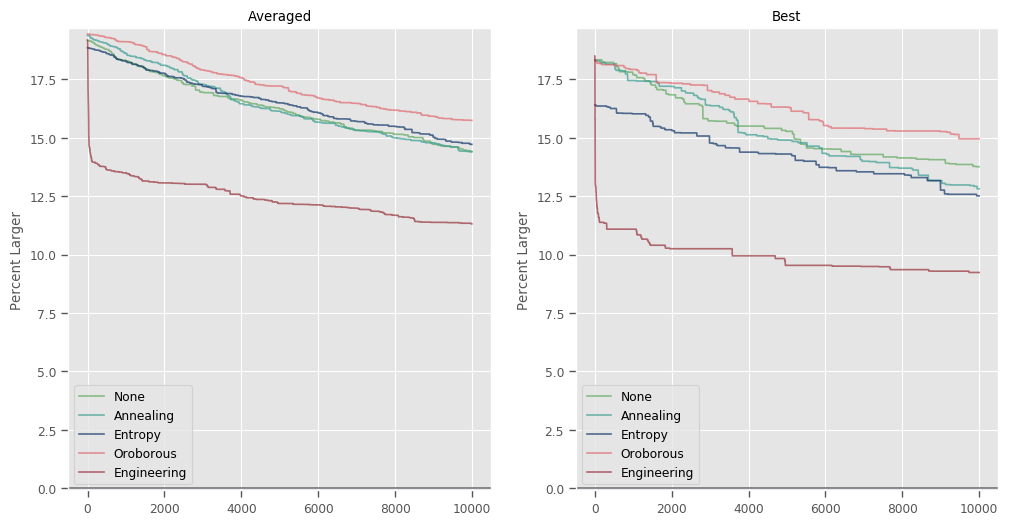 Averaged
Percent Larger
17.5
15.0
12.5
10.0
7.5
5.0
2.5
0.0
0 2000 4000 6000 8000 10000
None
Annealing
Entropy
Oroborous
Engineering
Best
Percent Larger
17.5
15.0
12.5
10.0
7.5
5.0
2.5
0.0
0 2000 4000 6000 8000 10000
None
Annealing
Entropy
Oroborous
Engineering